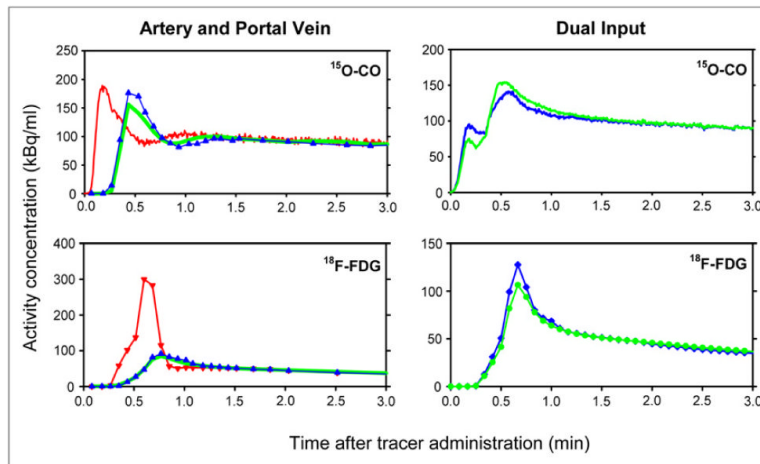 Artery and Portal Vein
Dual Input
Activity concentration (kBq/ml)
¹⁵O-CO
250
200
150
100
50
0
0.0 0.5 1.0 1.5 2.0 2.5 3.0
¹⁵O-CO
200
150
100
50
0
0.0 0.5 1.0 1.5 2.0 2.5 3.0
¹⁸F-FDG
400
300
200
100
0
0.0 0.5 1.0 1.5 2.0 2.5 3.0
¹⁸F-FDG
150
100
50
0
0.0 0.5 1.0 1.5 2.0 2.5 3.0
Time after tracer administration (min)